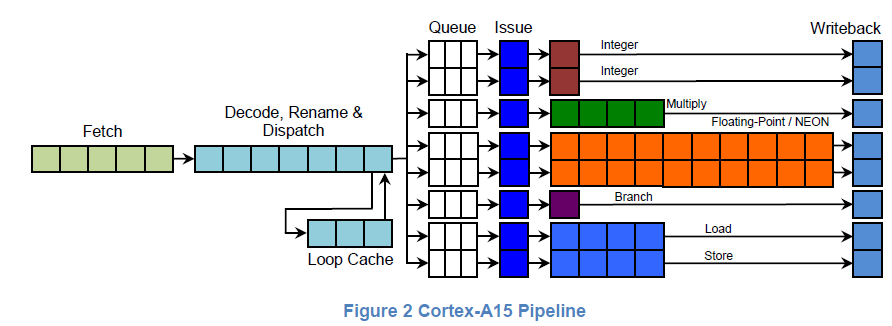 Queue Issue Writeback
Integer
Integer
Decode, Rename &
Dispatch
Multiply
Fetch
Floating-Point / NEON
Branch
Load
Loop Cache
Store
Figure 2 Cortex-A15 Pipeline